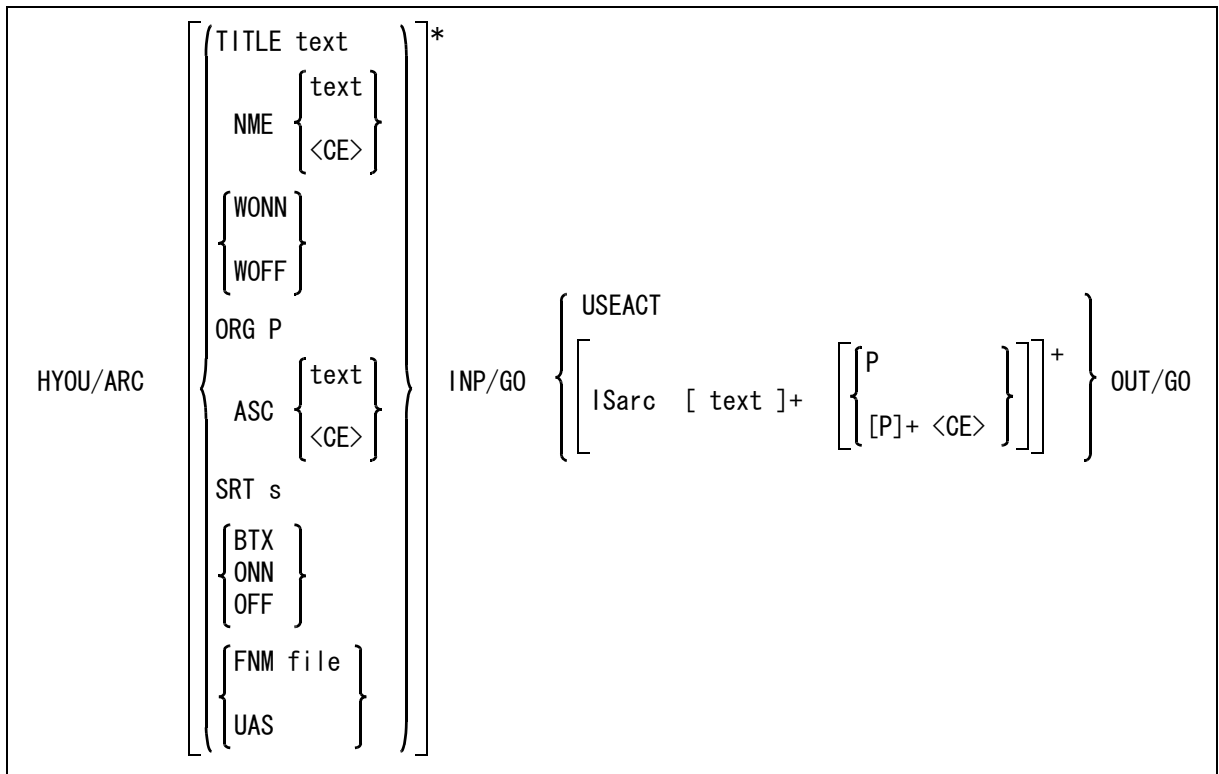 TITLE text
*
NME
text
<CE>
WONN
WOFF
ORG P
ASC
text
<CE>
SRT s
BTX
ONN
OFF
FNM file
UAS
HYOU/ARC
INP/GO
USEACT
ISarc [ text ]+
P
[P]+ <CE>
+
OUT/GO